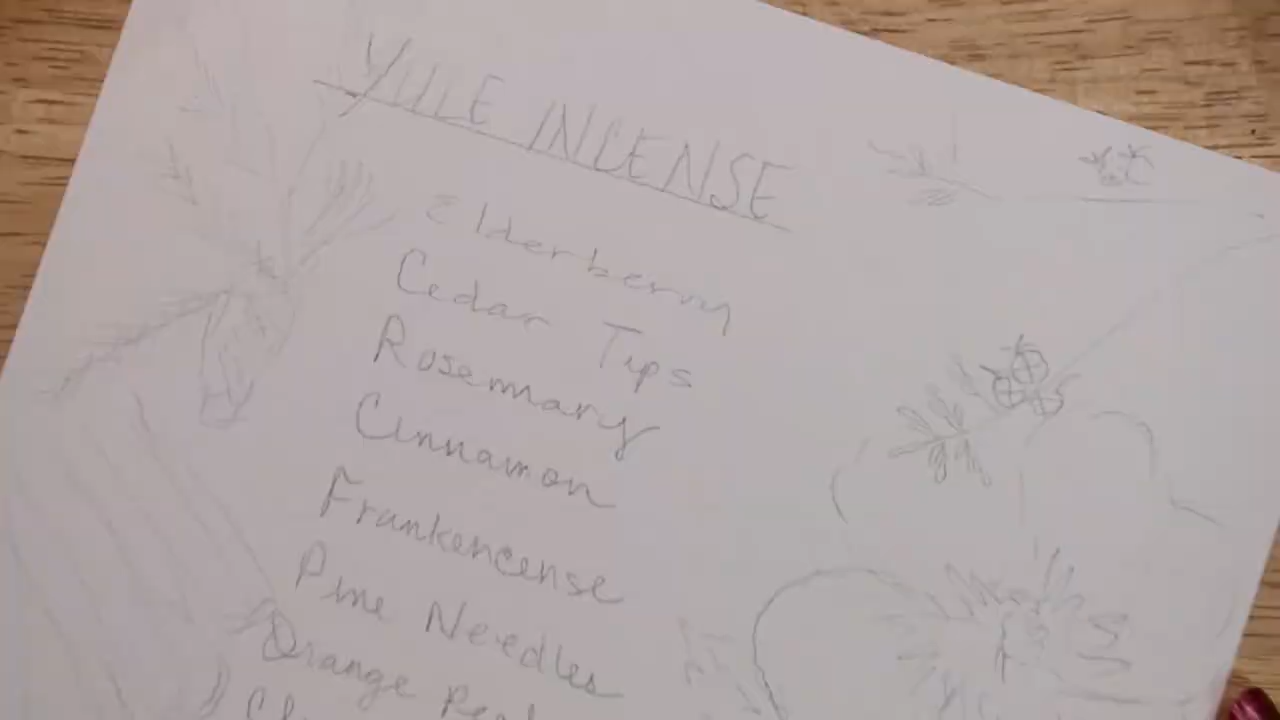 YULE INCENSE
Elderberry
Cedar Tips
Rosemary
Cinnamon
Frankencense
Pine Needles
Orange Peel